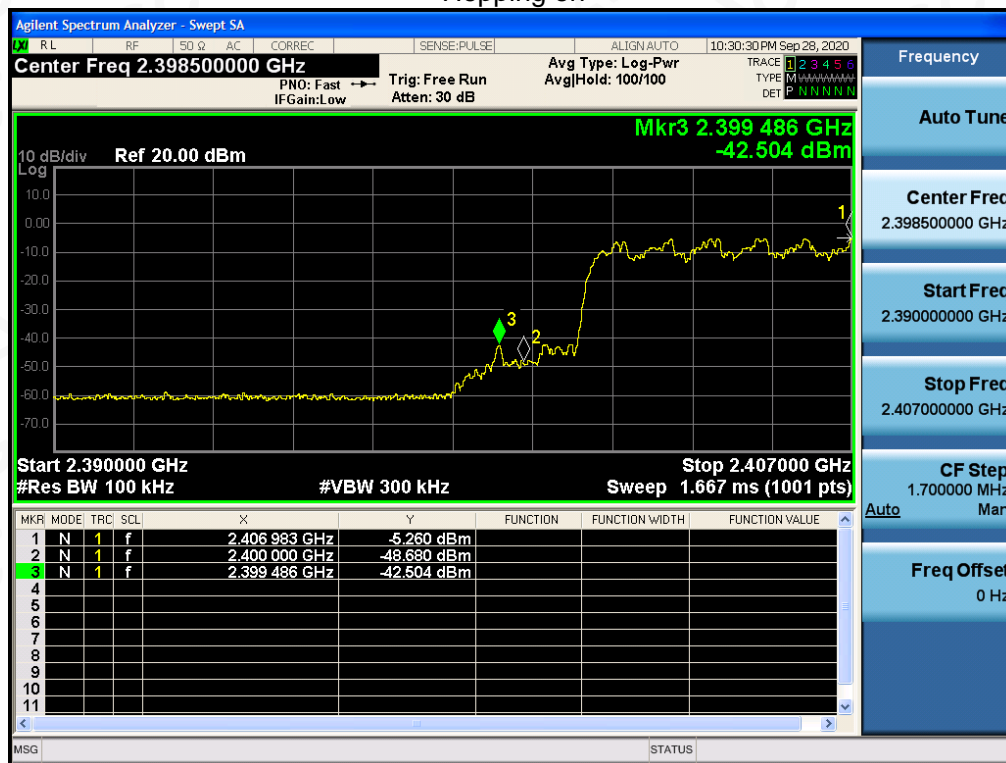 Hopping on
Agilent Spectrum Analyzer - Swept SA
LXI RL RF 50 Ω AC CORREC SENSE:PULSE ALIGN AUTO 10:30:30 PM Sep 28, 2020
Center Freq 2.398500000 GHz
PNO: Fast
IFGain:Low
Trig: Free Run
Atten: 30 dB
Avg Type: Log-Pwr
Avg|Hold: 100/100
TRACE 1 2 3 4 5 6
TYPE M
DET P N N N N N
Mkr3 2.399 486 GHz
-42.504 dBm
10 dB/div Ref 20.00 dBm
Log
10.0
0.00
-10.0
-20.0
-30.0
-40.0
-50.0
-60.0
-70.0
1
3
2
Start 2.390000 GHz Stop 2.407000 GHz
#Res BW 100 kHz #VBW 300 kHz Sweep 1.667 ms (1001 pts)
MKR MODE TRC SCL X Y FUNCTION FUNCTION WIDTH FUNCTION VALUE
1 N 1 f 2.406 983 GHz -5.260 dBm
2 N 1 f 2.400 000 GHz -48.680 dBm
3 N 1 f 2.399 486 GHz -42.504 dBm
4
5
6
7
8
9
10
11
MSG STATUS
Frequency
Auto Tune
Center Freq
2.398500000 GHz
Start Freq
2.390000000 GHz
Stop Freq
2.407000000 GHz
CF Step
1.700000 MHz
Auto Man
Freq Offset
0 Hz